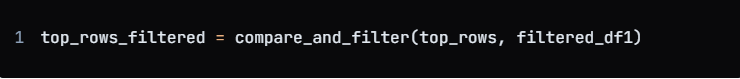 1 top_rows_filtered = compare_and_filter(top_rows, filtered_df1)